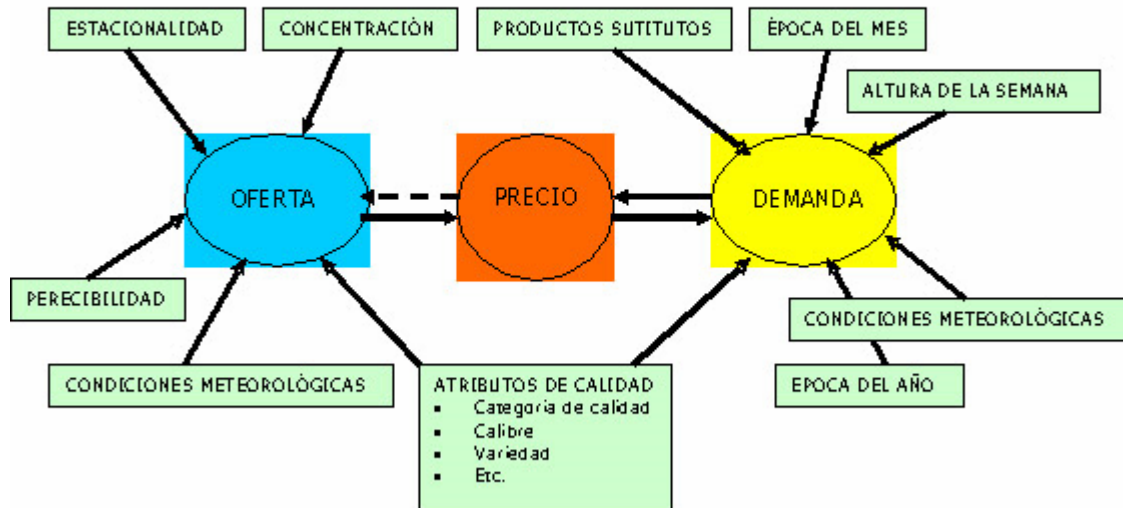 ESTACIONALIDAD
CONCENTRACIÓN
PRODUCTOS SUTITUTOS
ÉPOCA DEL MES
ALTURA DE LA SEMANA
OFERTA
PRECIO
DEMANDA
PERECIBILIDAD
CONDICIONES METEOROLÓGICAS
CONDICIONES METEOROLÓGICAS
ATRIBUTOS DE CALIDAD
▪ Categoría de calidad
▪ Calibre
▪ Variedad
▪ Etc.
EPOCA DEL AÑO